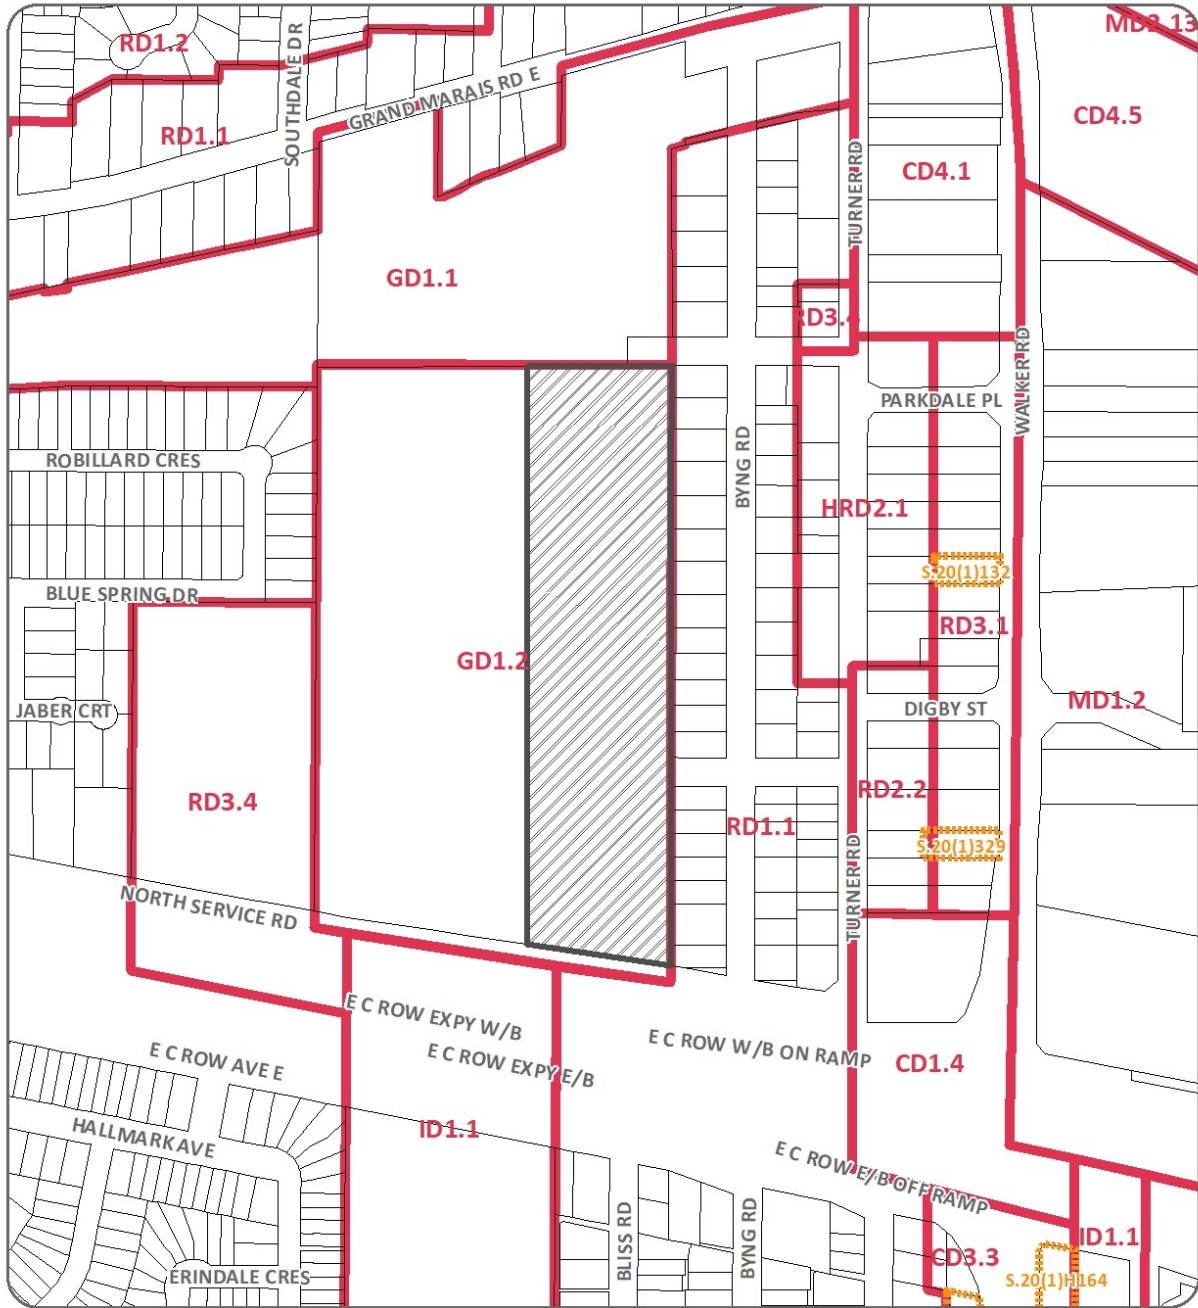 MD2.13
RD1.2
SOUTHDALE DR
GRAND MARAIS RD E
CD4.5
RD1.1
CD4.1
TURNER RD
GD1.1
RD3.4
WALKER RD
PARKDALE PL
BYNG RD
ROBILLARD CRES
HRD2.1
S.20(1)132
BLUE SPRING DR
RD3.1
GD1.2
MD1.2
JABER CRT
DIGBY ST
RD2.2
RD3.4
RD1.1
S.20(1)329
TURNER RD
NORTH SERVICE RD
E C ROW EXPY W/B
E C ROW W/B ON RAMP
E C ROW AVE E
E C ROW EXPY E/B
CD1.4
HALLMARK AVE
ID1.1
E C ROW E/B OFF RAMP
BLISS RD
BYNG RD
ID1.1
CD3.3
ERINDALE CRES
S.20(1)H164